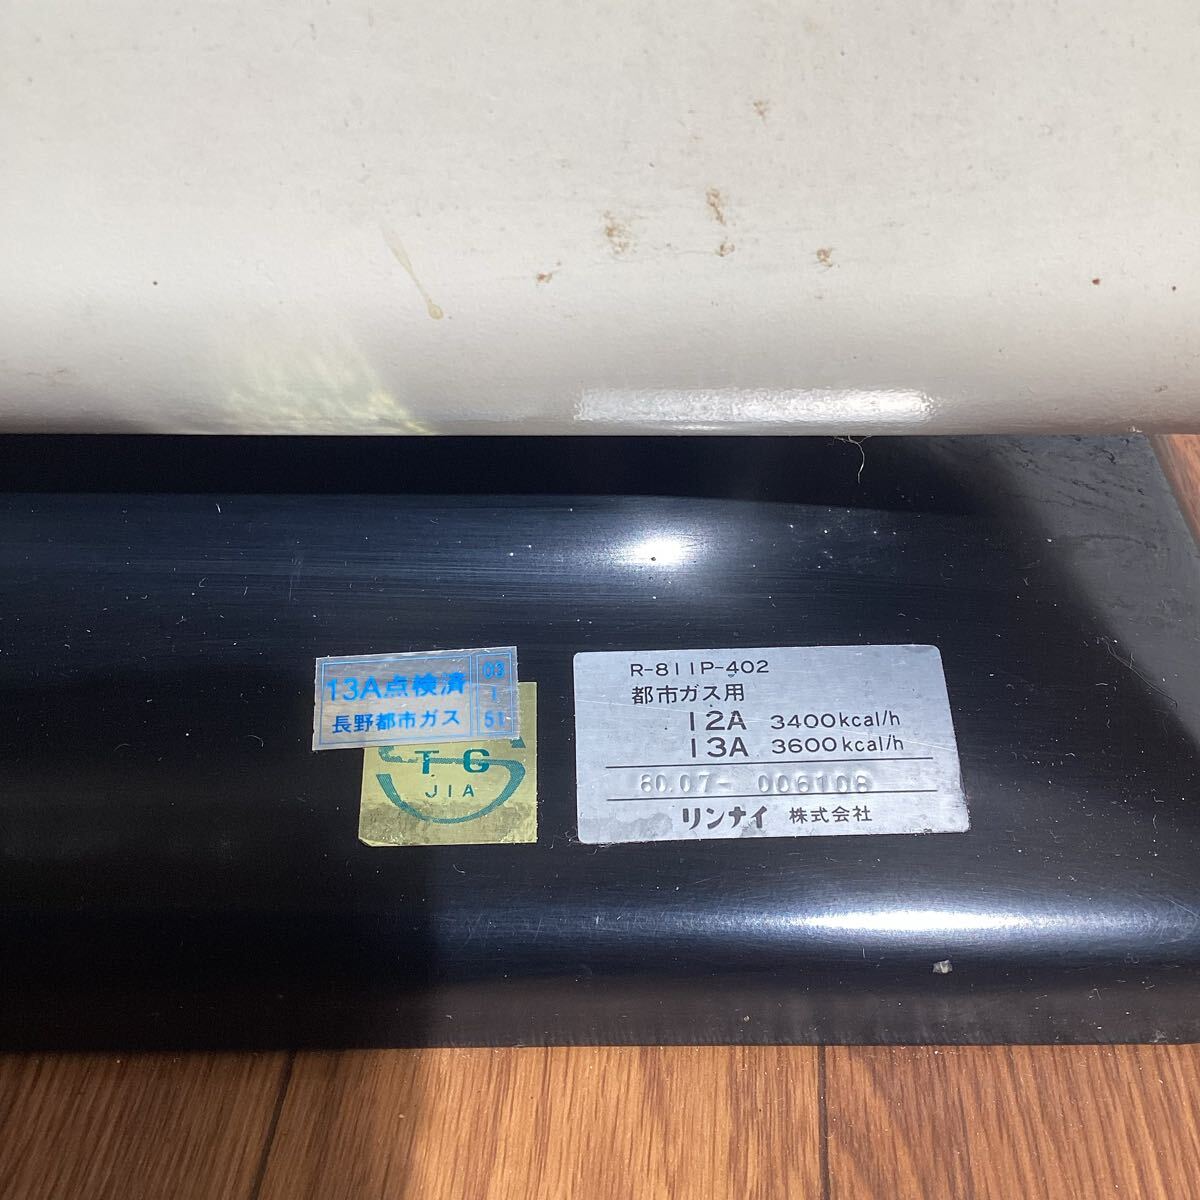 13A点検済
長野都市ガス
03
1
51
T G
JIA
R-811P-402
都市ガス用
12A 3400kcal/h
13A 3600kcal/h
60.07- 006108
リンナイ 株式会社